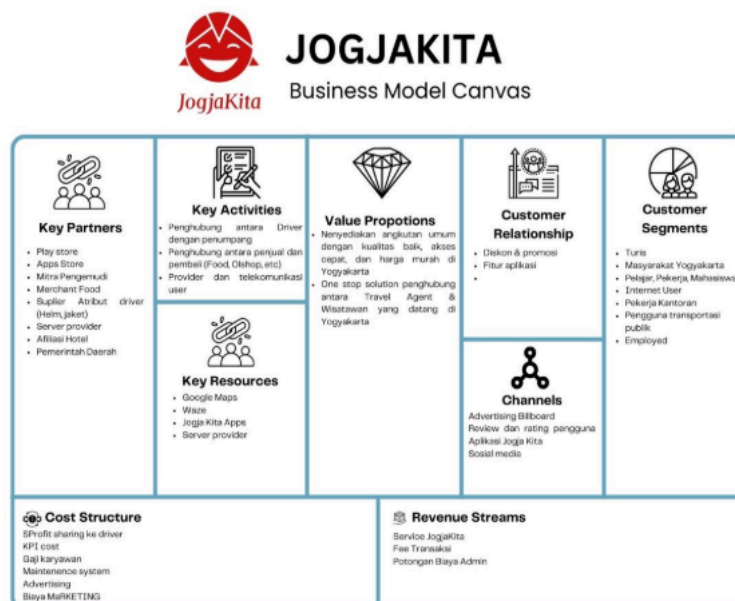 JogjaKita
JOGJAKITA
Business Model Canvas
Key Partners
• Play store
• Apps Store
• Mitra Pengemudi
• Merchant Food
• Suplier Atribut driver
(Helm, jaket)
• Server provider
• Afiliasi Hotel
• Pemerintah Daerah
Key Activities
• Penghubung antara Driver
dengan penumpang
• Penghubung antara penjual dan
pembeli (Food, Olshop, etc)
• Provider dan telekomunikasi
user
Key Resources
• Google Maps
• Waze
• Jogja Kita Apps
• Server provider
Value Propotions
• Menyediakan angkutan umum
dengan kualitas baik, akses
cepat, dan harga murah di
Yogyakarta
• One stop solution penghubung
antara Travel Agent &
Wisatawan yang datang di
Yogyakarta
Customer
Relationship
• Diskon & promosi
• Fitur aplikasi
•
Channels
Advertising Billboard
Review dan rating pengguna
Aplikasi Jogja Kita
Sosial media
Customer
Segments
• Turis
• Masyarakat Yogyakarta
• Pelajar, Pekerja, Mahasiswa
• Internet User
• Pekerja Kantoran
• Pengguna transportasi
publik
• Employed
Cost Structure
SProfit sharing ke driver
KPI cost
Gaji karyawan
Maintenence system
Advertising
Biaya MaRKETING
Revenue Streams
Service JogjaKita
Fee Transaksi
Potongan Biaya Admin